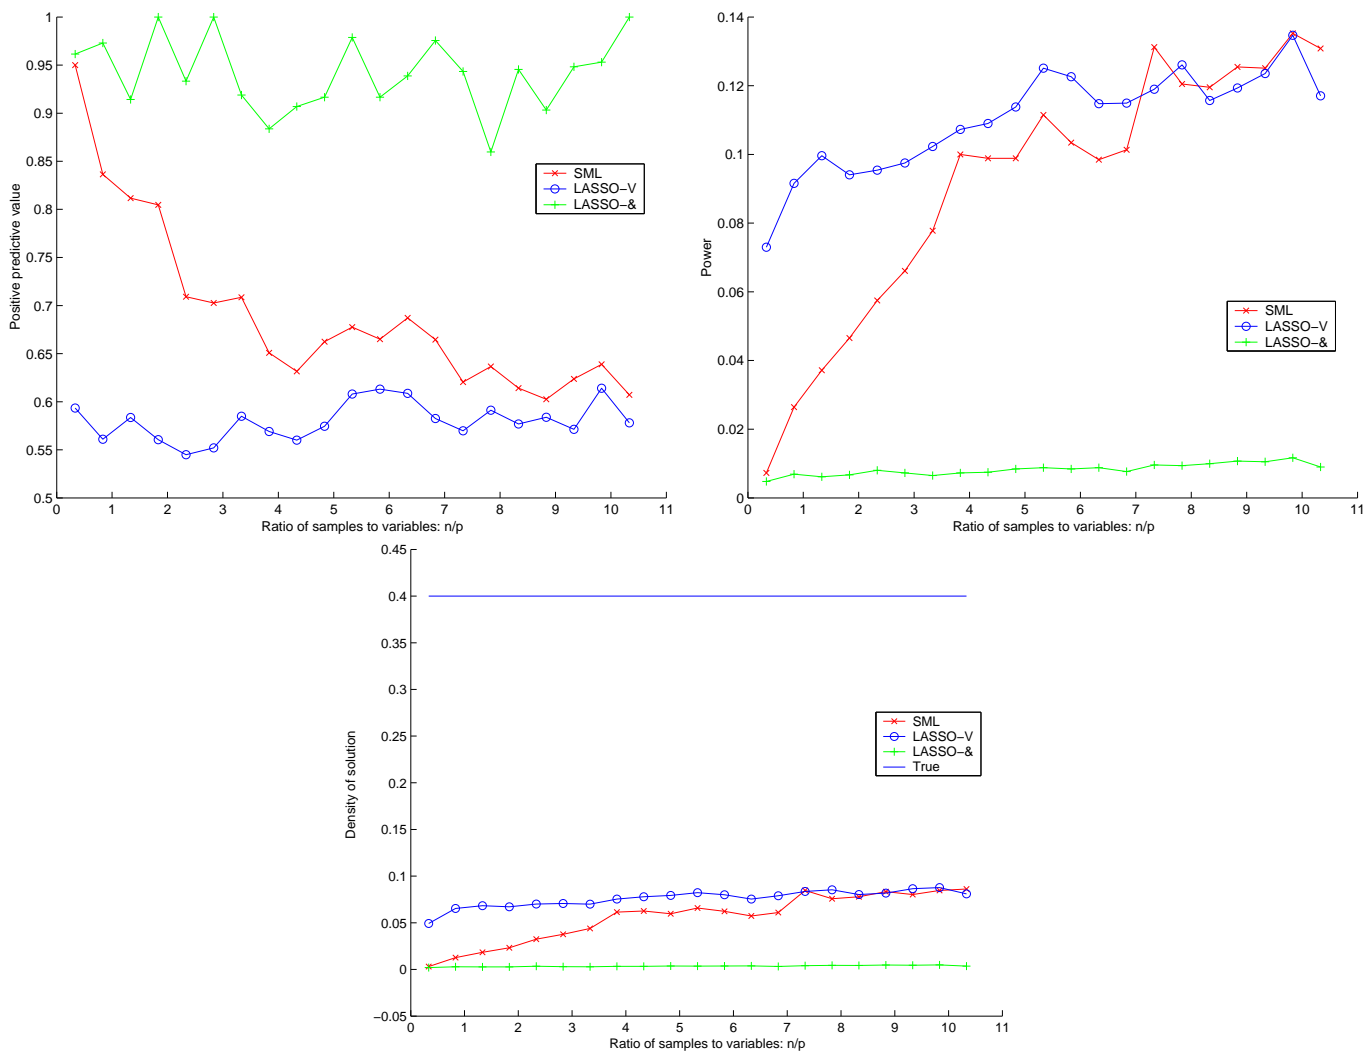 1
0.95
0.9
0.85
0.8
0.75
0.7
0.65
0.6
0.55
0.5
Positive predictive value
SML
LASSO−V
LASSO−&
0 1 2 3 4 5 6 7 8 9 10 11
Ratio of samples to variables: n/p
0.14
0.12
0.1
0.08
0.06
0.04
0.02
0
Power
SML
LASSO−V
LASSO−&
0 1 2 3 4 5 6 7 8 9 10 11
Ratio of samples to variables: n/p
0.45
0.4
0.35
0.3
0.25
0.2
0.15
0.1
0.05
0
−0.05
Density of solution
SML
LASSO−V
LASSO−&
True
0 1 2 3 4 5 6 7 8 9 10 11
Ratio of samples to variables: n/p